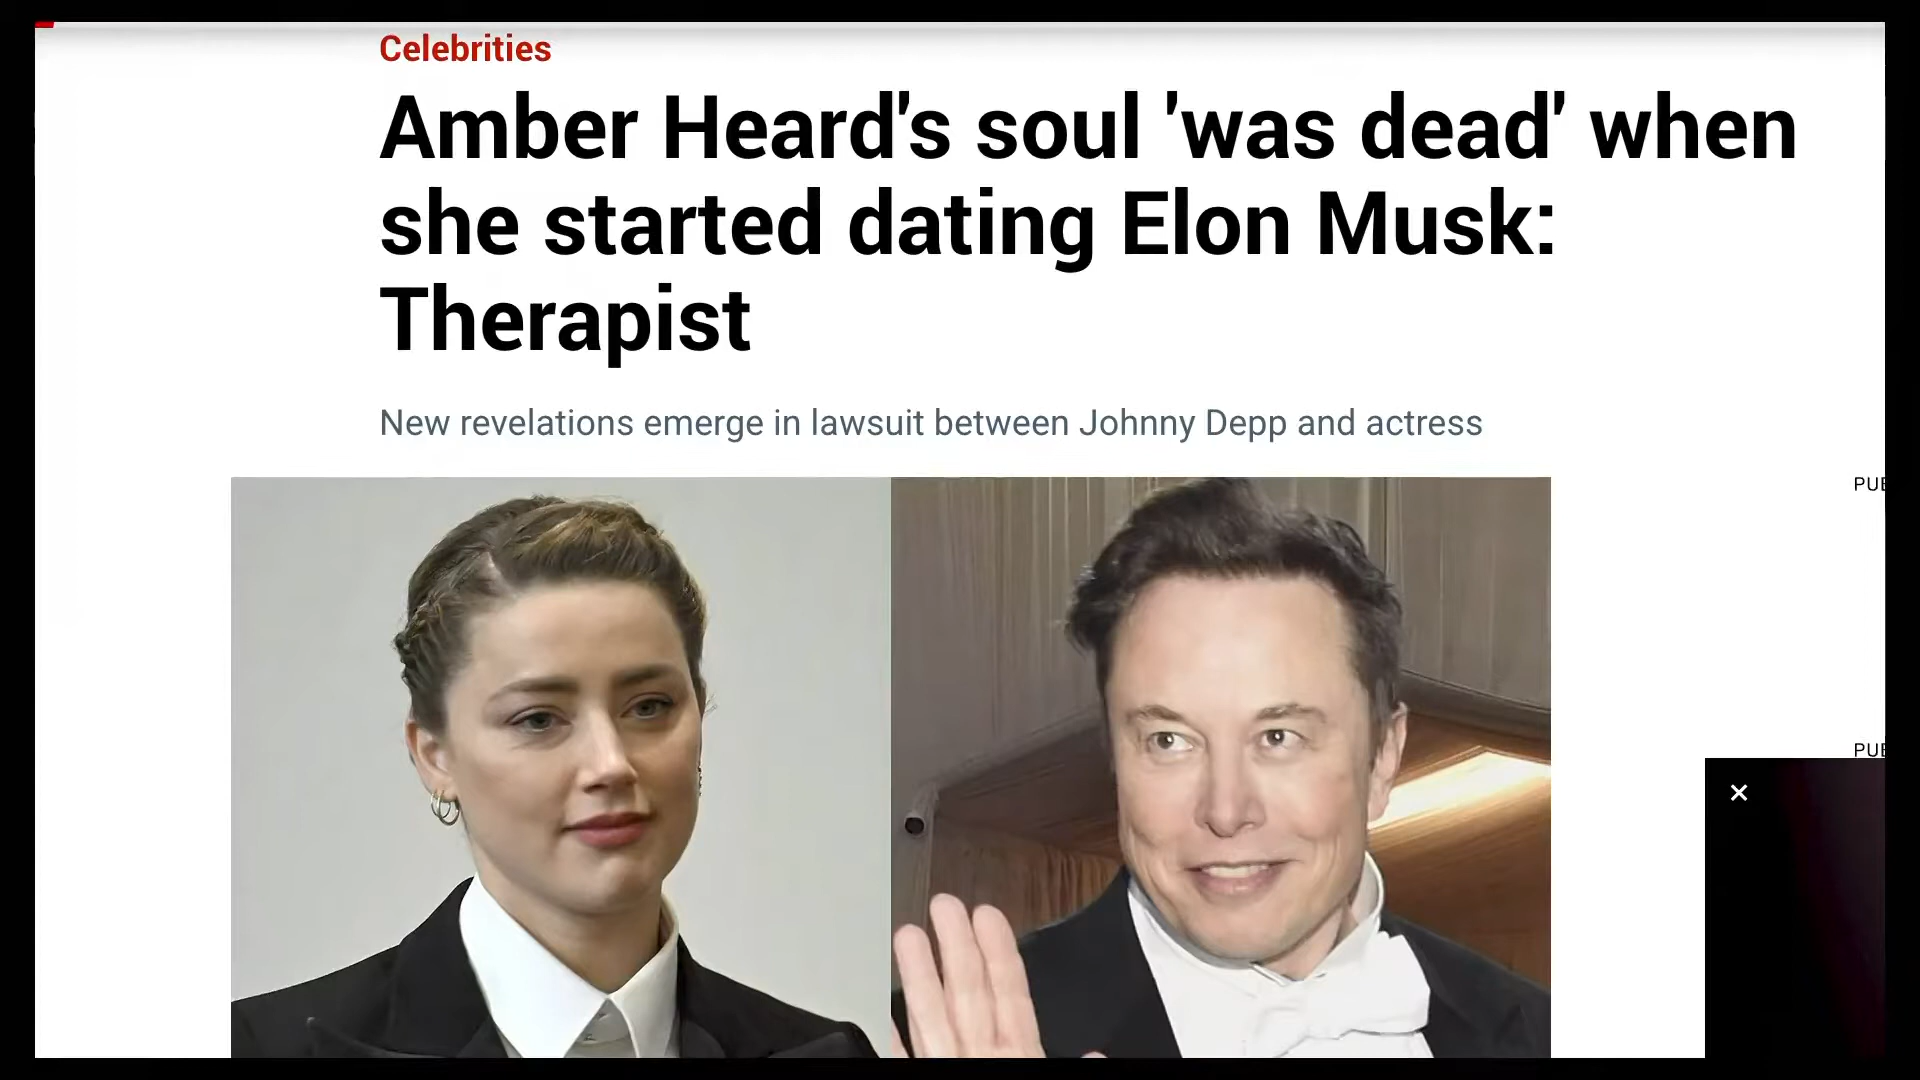 Celebrities
Amber Heard's soul 'was dead' when
she started dating Elon Musk:
Therapist
New revelations emerge in lawsuit between Johnny Depp and actress